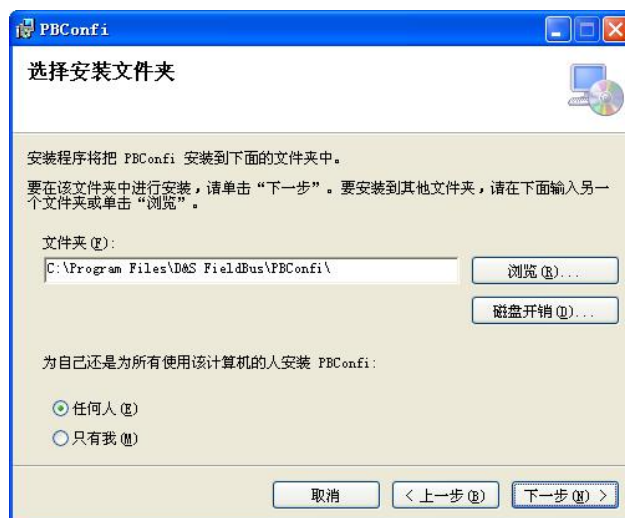 PBConfi
选择安装文件夹
安装程序将把 PBConfi 安装到下面的文件夹中。
要在该文件夹中进行安装，请单击“下一步”。要安装到其他文件夹，请在下面输入另一
个文件夹或单击“浏览”。
文件夹(F):
C:\Program Files\D&S FieldBus\PBConfi\
浏览(R)...
磁盘开销(D)...
为自己还是为所有使用该计算机的人安装 PBConfi:
任何人(E)
只有我(M)
取消
< 上一步(B)
下一步(N) >